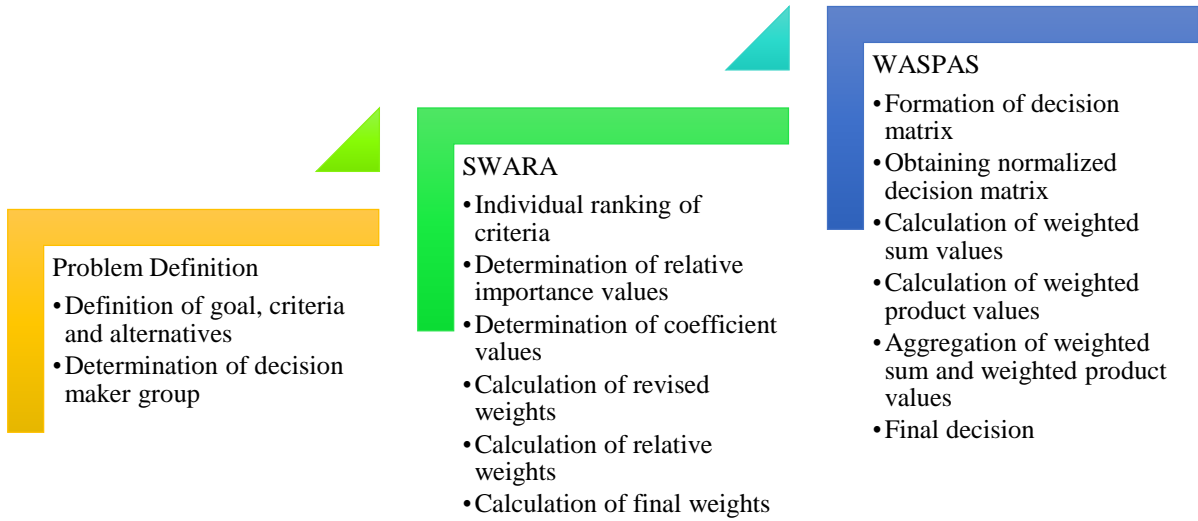 Problem Definition
•Definition of goal, criteria
and alternatives
•Determination of decision
maker group
SWARA
•Individual ranking of
criteria
•Determination of relative
importance values
•Determination of coefficient
values
•Calculation of revised
weights
•Calculation of relative
weights
•Calculation of final weights
WASPAS
•Formation of decision
matrix
•Obtaining normalized
decision matrix
•Calculation of weighted
sum values
•Calculation of weighted
product values
•Aggregation of weighted
sum and weighted product
values
•Final decision